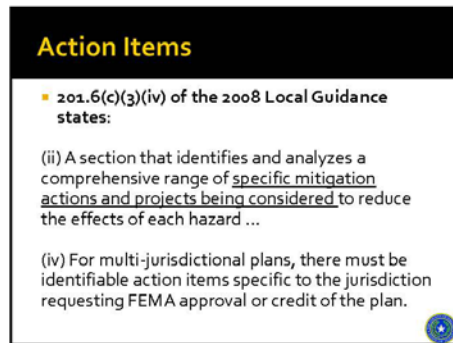 Action Items
201.6(c)(3)(iv) of the 2008 Local Guidance
states:
(ii) A section that identifies and analyzes a
comprehensive range of specific mitigation
actions and projects being considered to reduce
the effects of each hazard ...
(iv) For multi-jurisdictional plans, there must be
identifiable action items specific to the jurisdiction
requesting FEMA approval or credit of the plan.